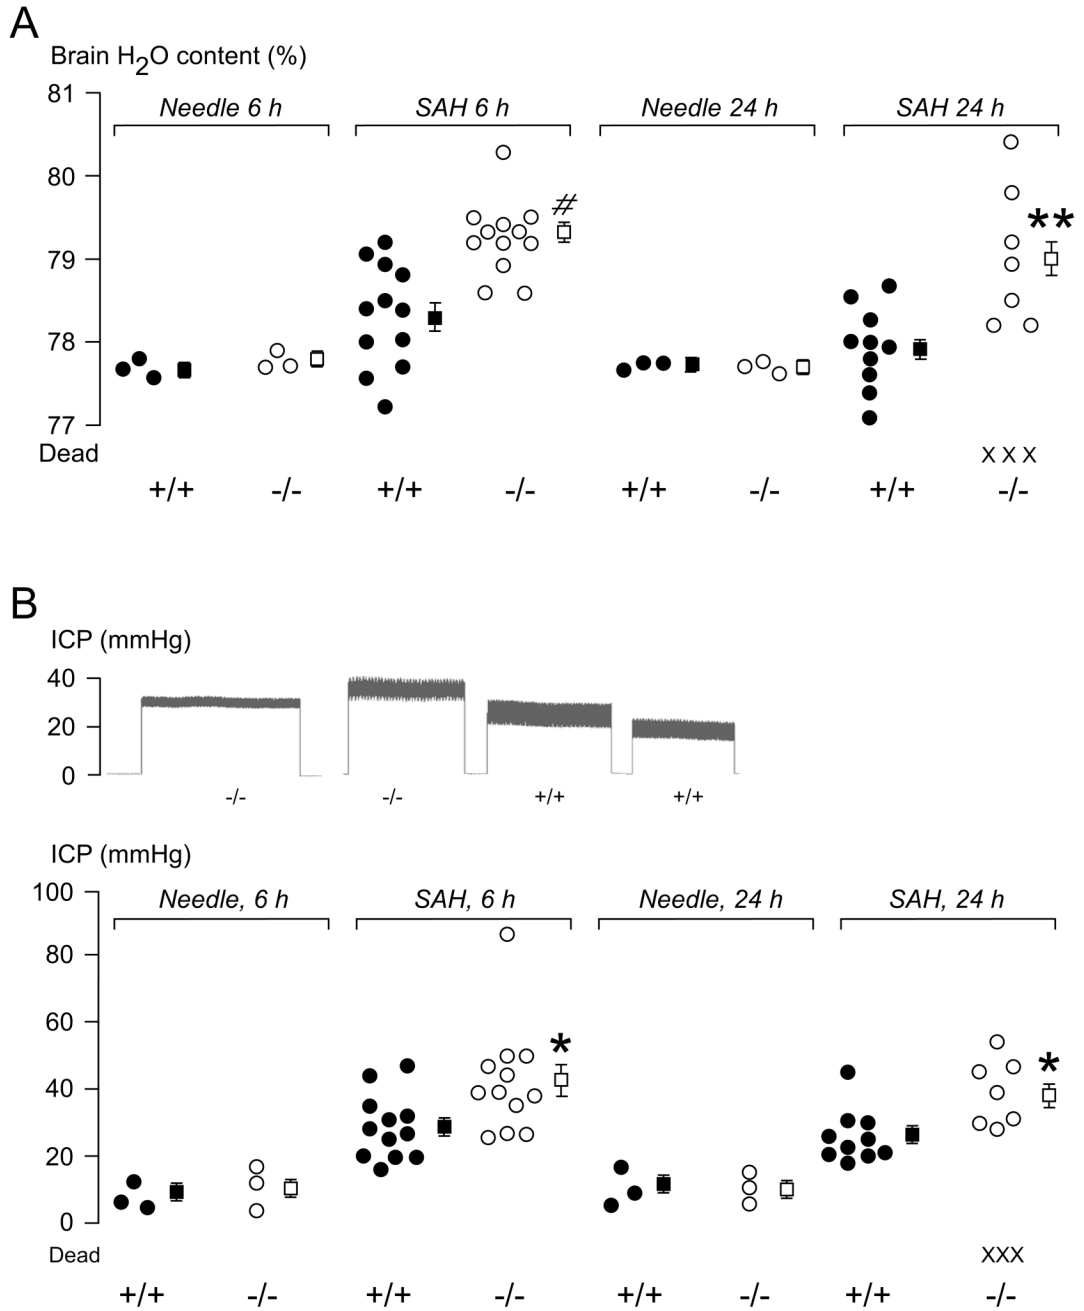 A
Brain H2O content (%)
81
Needle 6 h SAH 6 h Needle 24 h SAH 24 h
80
#
**
79
78
77
Dead X X X
+/+ -/- +/+ -/- +/+ -/- +/+ -/-
B
ICP (mmHg)
40
20
0
-/- -/- +/+ +/+
ICP (mmHg)
100
Needle, 6 h SAH, 6 h Needle, 24 h SAH, 24 h
80
60
* *
40
20
0
Dead XXX
+/+ -/- +/+ -/- +/+ -/- +/+ -/-